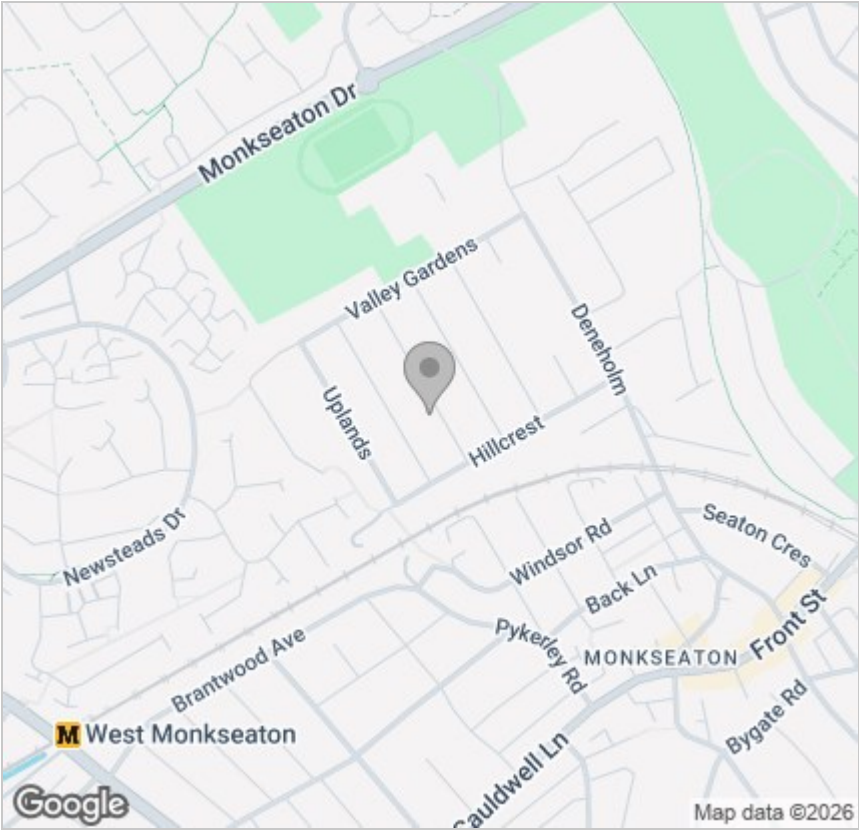 Monkseaton Dr
Valley Gardens
Deneholm
Uplands
Hillcrest
Newsteads Dr
Windsor Rd
Seaton Cres
Back Ln
Front St
Pykerley Rd
MONKSEATON
Brantwood Ave
Bygate Rd
M West Monkseaton
Cauldwell Ln
Google
Map data ©2026